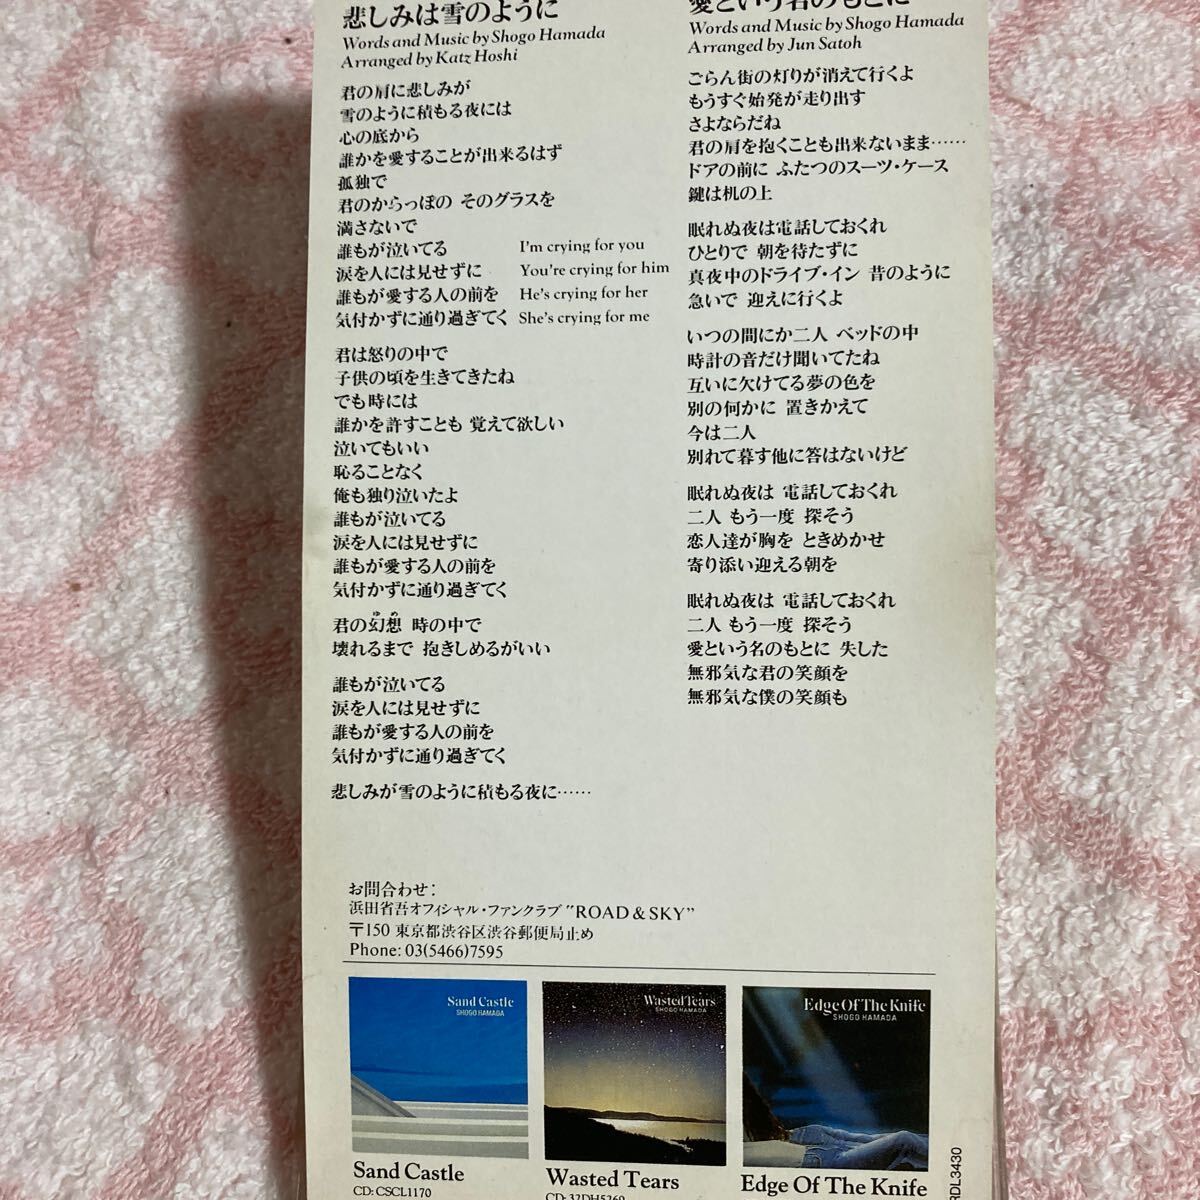 悲しみは雪のように
Words and Music by Shogo Hamada
Arranged by Katz Hoshi
君の肩に悲しみが
雪のように積もる夜には
心の底から
誰かを愛することが出来るはず
孤独で
君のからっぽの そのグラスを
満さないで
誰もが泣いてる I'm crying for you
涙を人には見せずに You're crying for him
誰もが愛する人の前を He's crying for her
気付かずに通り過ぎてく She's crying for me
君は怒りの中で
子供の頃を生きてきたね
でも時には
誰かを許すことも 覚えて欲しい
泣いてもいい
恥ることなく
俺も独り泣いたよ
誰もが泣いてる
涙を人には見せずに
誰もが愛する人の前を
気付かずに通り過ぎてく
ゆめ
君の幻想 時の中で
壊れるまで 抱きしめるがいい
誰もが泣いてる
涙を人には見せずに
誰もが愛する人の前を
気付かずに通り過ぎてく
悲しみが雪のように積もる夜に……
愛という名のもとに
Words and Music by Shogo Hamada
Arranged by Jun Satoh
ごらん街の灯りが消えて行くよ
もうすぐ始発が走り出す
さよならだね
君の肩を抱くことも出来ないまま……
ドアの前に ふたつのスーツ・ケース
鍵は机の上
眠れぬ夜は電話しておくれ
ひとりで 朝を待たずに
真夜中のドライブ・イン 昔のように
急いで 迎えに行くよ
いつの間にか二人 ベッドの中
時計の音だけ聞いてたね
互いに欠けてる夢の色を
別の何かに 置きかえて
今は二人
別れて暮す他に答はないけど
眠れぬ夜は 電話しておくれ
二人 もう一度 探そう
恋人達が胸を ときめかせ
寄り添い迎える朝を
眠れぬ夜は 電話しておくれ
二人 もう一度 探そう
愛という名のもとに 失した
無邪気な君の笑顔を
無邪気な僕の笑顔も
お問合わせ:
浜田省吾オフィシャル・ファンクラブ "ROAD & SKY"
〒150 東京都渋谷区渋谷郵便局止め
Phone: 03(5466)7595
Sand Castle
SHOGO HAMADA
Wasted Tears
SHOGO HAMADA
Edge Of The Knife
SHOGO HAMADA
Sand Castle
CD: CSCL1170
Wasted Tears
CD: 32DH5269
Edge Of The Knife
RDL3430